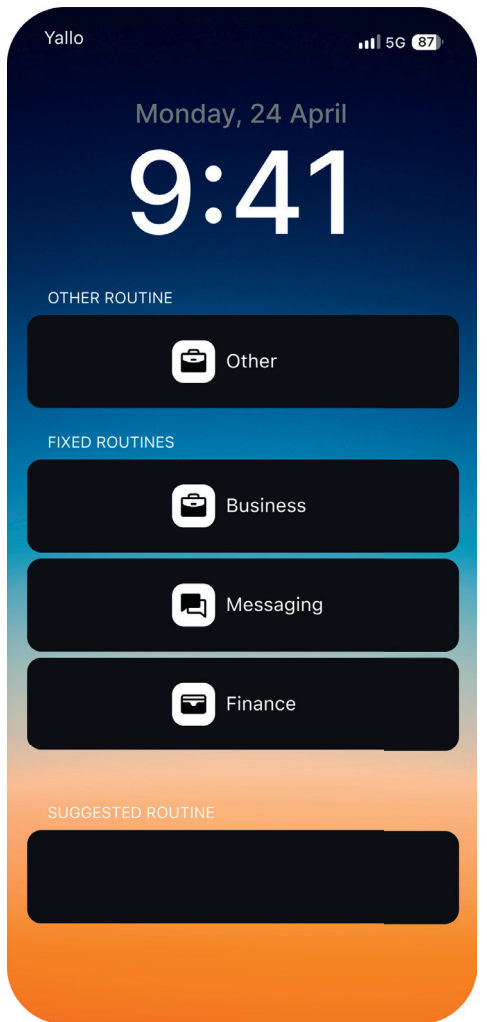 Yallo
5G 87
Monday, 24 April
9:41
OTHER ROUTINE
Other
FIXED ROUTINES
Business
Messaging
Finance
SUGGESTED ROUTINE